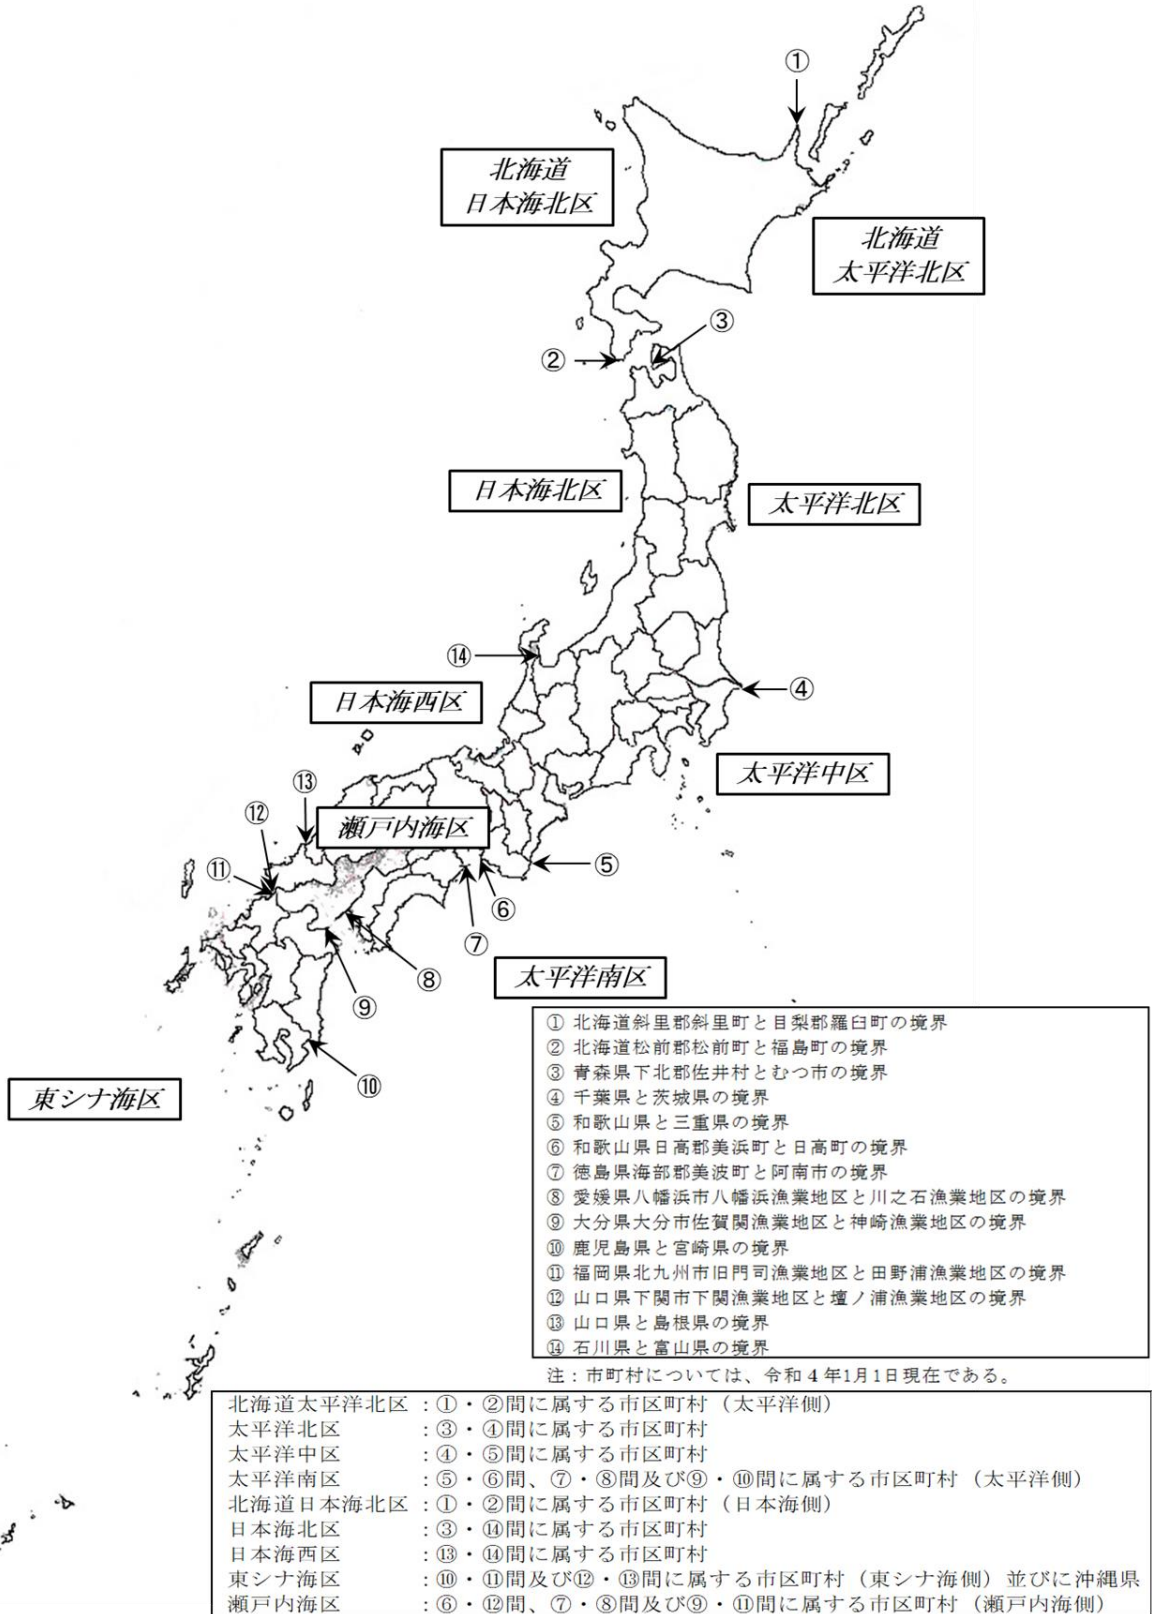 ①
北海道
日本海北区
北海道
太平洋北区
③
②
日本海北区
太平洋北区
⑭
④
日本海西区
太平洋中区
⑬
⑫
瀬戸内海区
⑪
⑤
⑥
⑦
⑧
太平洋南区
⑨
⑩
東シナ海区
① 北海道斜里郡斜里町と目梨郡羅臼町の境界
② 北海道松前郡松前町と福島町の境界
③ 青森県下北郡佐井村とむつ市の境界
④ 千葉県と茨城県の境界
⑤ 和歌山県と三重県の境界
⑥ 和歌山県日高郡美浜町と日高町の境界
⑦ 徳島県海部郡美波町と阿南市の境界
⑧ 愛媛県八幡浜市八幡浜漁業地区と川之石漁業地区の境界
⑨ 大分県大分市佐賀関漁業地区と神崎漁業地区の境界
⑩ 鹿児島県と宮崎県の境界
⑪ 福岡県北九州市旧門司漁業地区と田野浦漁業地区の境界
⑫ 山口県下関市下関漁業地区と壇ノ浦漁業地区の境界
⑬ 山口県と島根県の境界
⑭ 石川県と富山県の境界
注：市町村については、令和４年1月1日現在である。
北海道太平洋北区：①・②間に属する市区町村（太平洋側）
太平洋北区：③・④間に属する市区町村
太平洋中区：④・⑤間に属する市区町村
太平洋南区：⑤・⑥間、⑦・⑧間及び⑨・⑩間に属する市区町村（太平洋側）
北海道日本海北区：①・②間に属する市区町村（日本海側）
日本海北区：③・⑭間に属する市区町村
日本海西区：⑬・⑭間に属する市区町村
東シナ海区：⑩・⑪間及び⑫・⑬間に属する市区町村（東シナ海側）並びに沖縄県
瀬戸内海区：⑥・⑫間、⑦・⑧間及び⑨・⑪間に属する市区町村（瀬戸内海側）